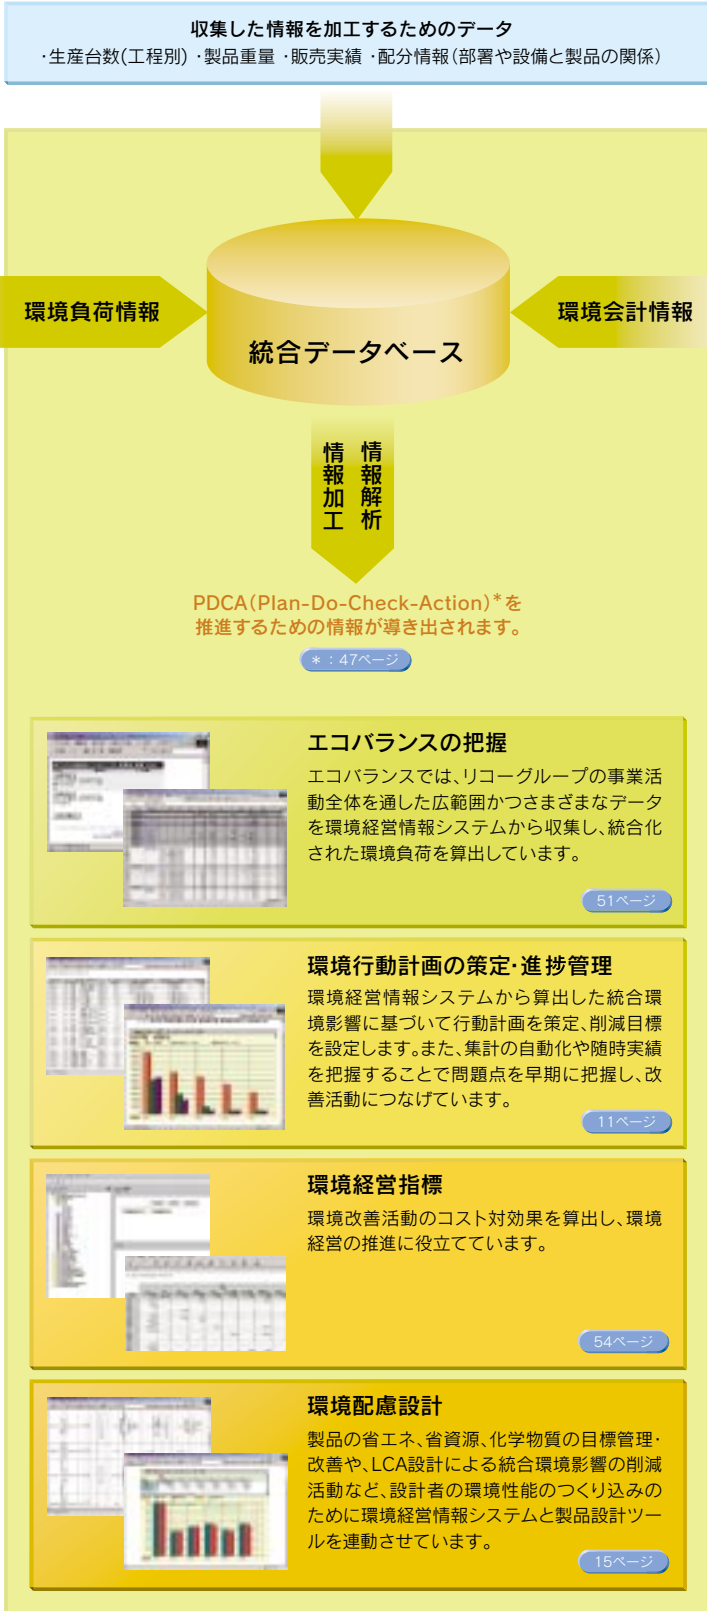 収集した情報を加工するためのデータ
・生産台数(工程別) ・製品重量 ・販売実績 ・配分情報(部署や設備と製品の関係)
環境負荷情報
環境会計情報
統合データベース
情報解析
情報加工
PDCA(Plan-Do-Check-Action)*を
推進するための情報が導き出されます。
*：47ページ
エコバランスの把握
エコバランスでは、リコーグループの事業活
動全体を通した広範囲かつさまざまなデータ
を環境経営情報システムから収集し、統合化
された環境負荷を算出しています。
51ページ
環境行動計画の策定・進捗管理
環境経営情報システムから算出した統合環
境影響に基づいて行動計画を策定、削減目標
を設定します。また、集計の自動化や随時実績
を把握することで問題点を早期に把握し、改
善活動につなげています。
11ページ
環境経営指標
環境改善活動のコスト対効果を算出し、環境
経営の推進に役立てています。
54ページ
環境配慮設計
製品の省エネ、省資源、化学物質の目標管理・
改善や、LCA設計による統合環境影響の削減
活動など、設計者の環境性能のつくり込みの
ために環境経営情報システムと製品設計ツー
ルを連動させています。
15ページ